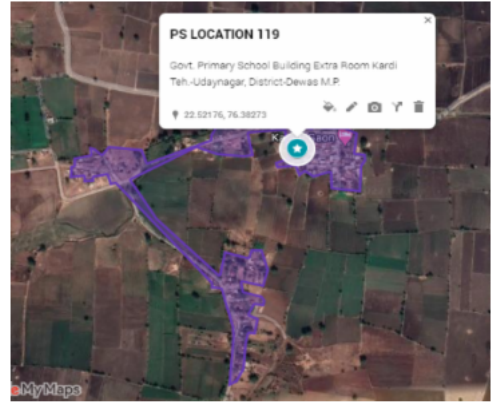 PS LOCATION 119
Govt. Primary School Building Extra Room Kardi
Teh.-Udaynagar, District-Dewas M.P.
22.52176, 76.38273
My Maps